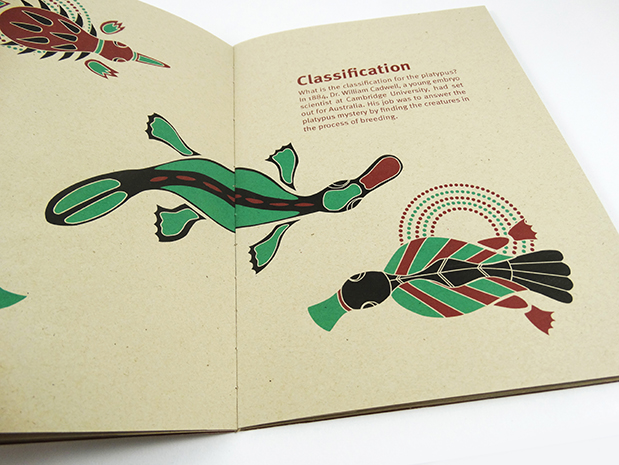 Classification
What is the classification for the platypus?
In 1884, Dr. William Cadwell, a young embryo
scientist at Cambridge University, had set
out for Australia. His job was to answer the
platypus mystery by finding the creatures in
the process of breeding.